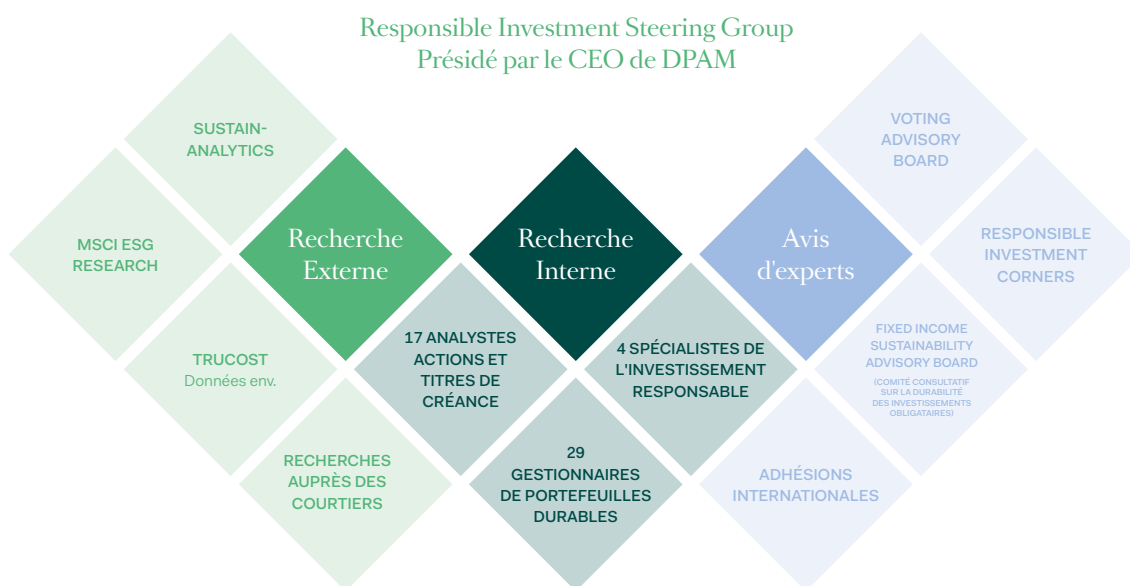 Responsible Investment Steering Group
Présidé par le CEO de DPAM
SUSTAIN-
ANALYTICS
MSCI ESG
RESEARCH
Recherche
Externe
TRUCOST
Données env.
RECHERCHES
AUPRÈS DES
COURTIERS
Recherche
Interne
17 ANALYSTES
ACTIONS ET
TITRES DE
CRÉANCE
4 SPÉCIALISTES DE
L'INVESTISSEMENT
RESPONSABLE
29
GESTIONNAIRES
DE PORTEFEUILLES
DURABLES
Avis
d'experts
VOTING
ADVISORY
BOARD
RESPONSIBLE
INVESTMENT
CORNERS
FIXED INCOME
SUSTAINABILITY
ADVISORY BOARD
(COMITÉ CONSULTATIF
SUR LA DURABILITÉ
DES INVESTISSEMENTS
OBLIGATAIRES)
ADHÉSIONS
INTERNATIONALES